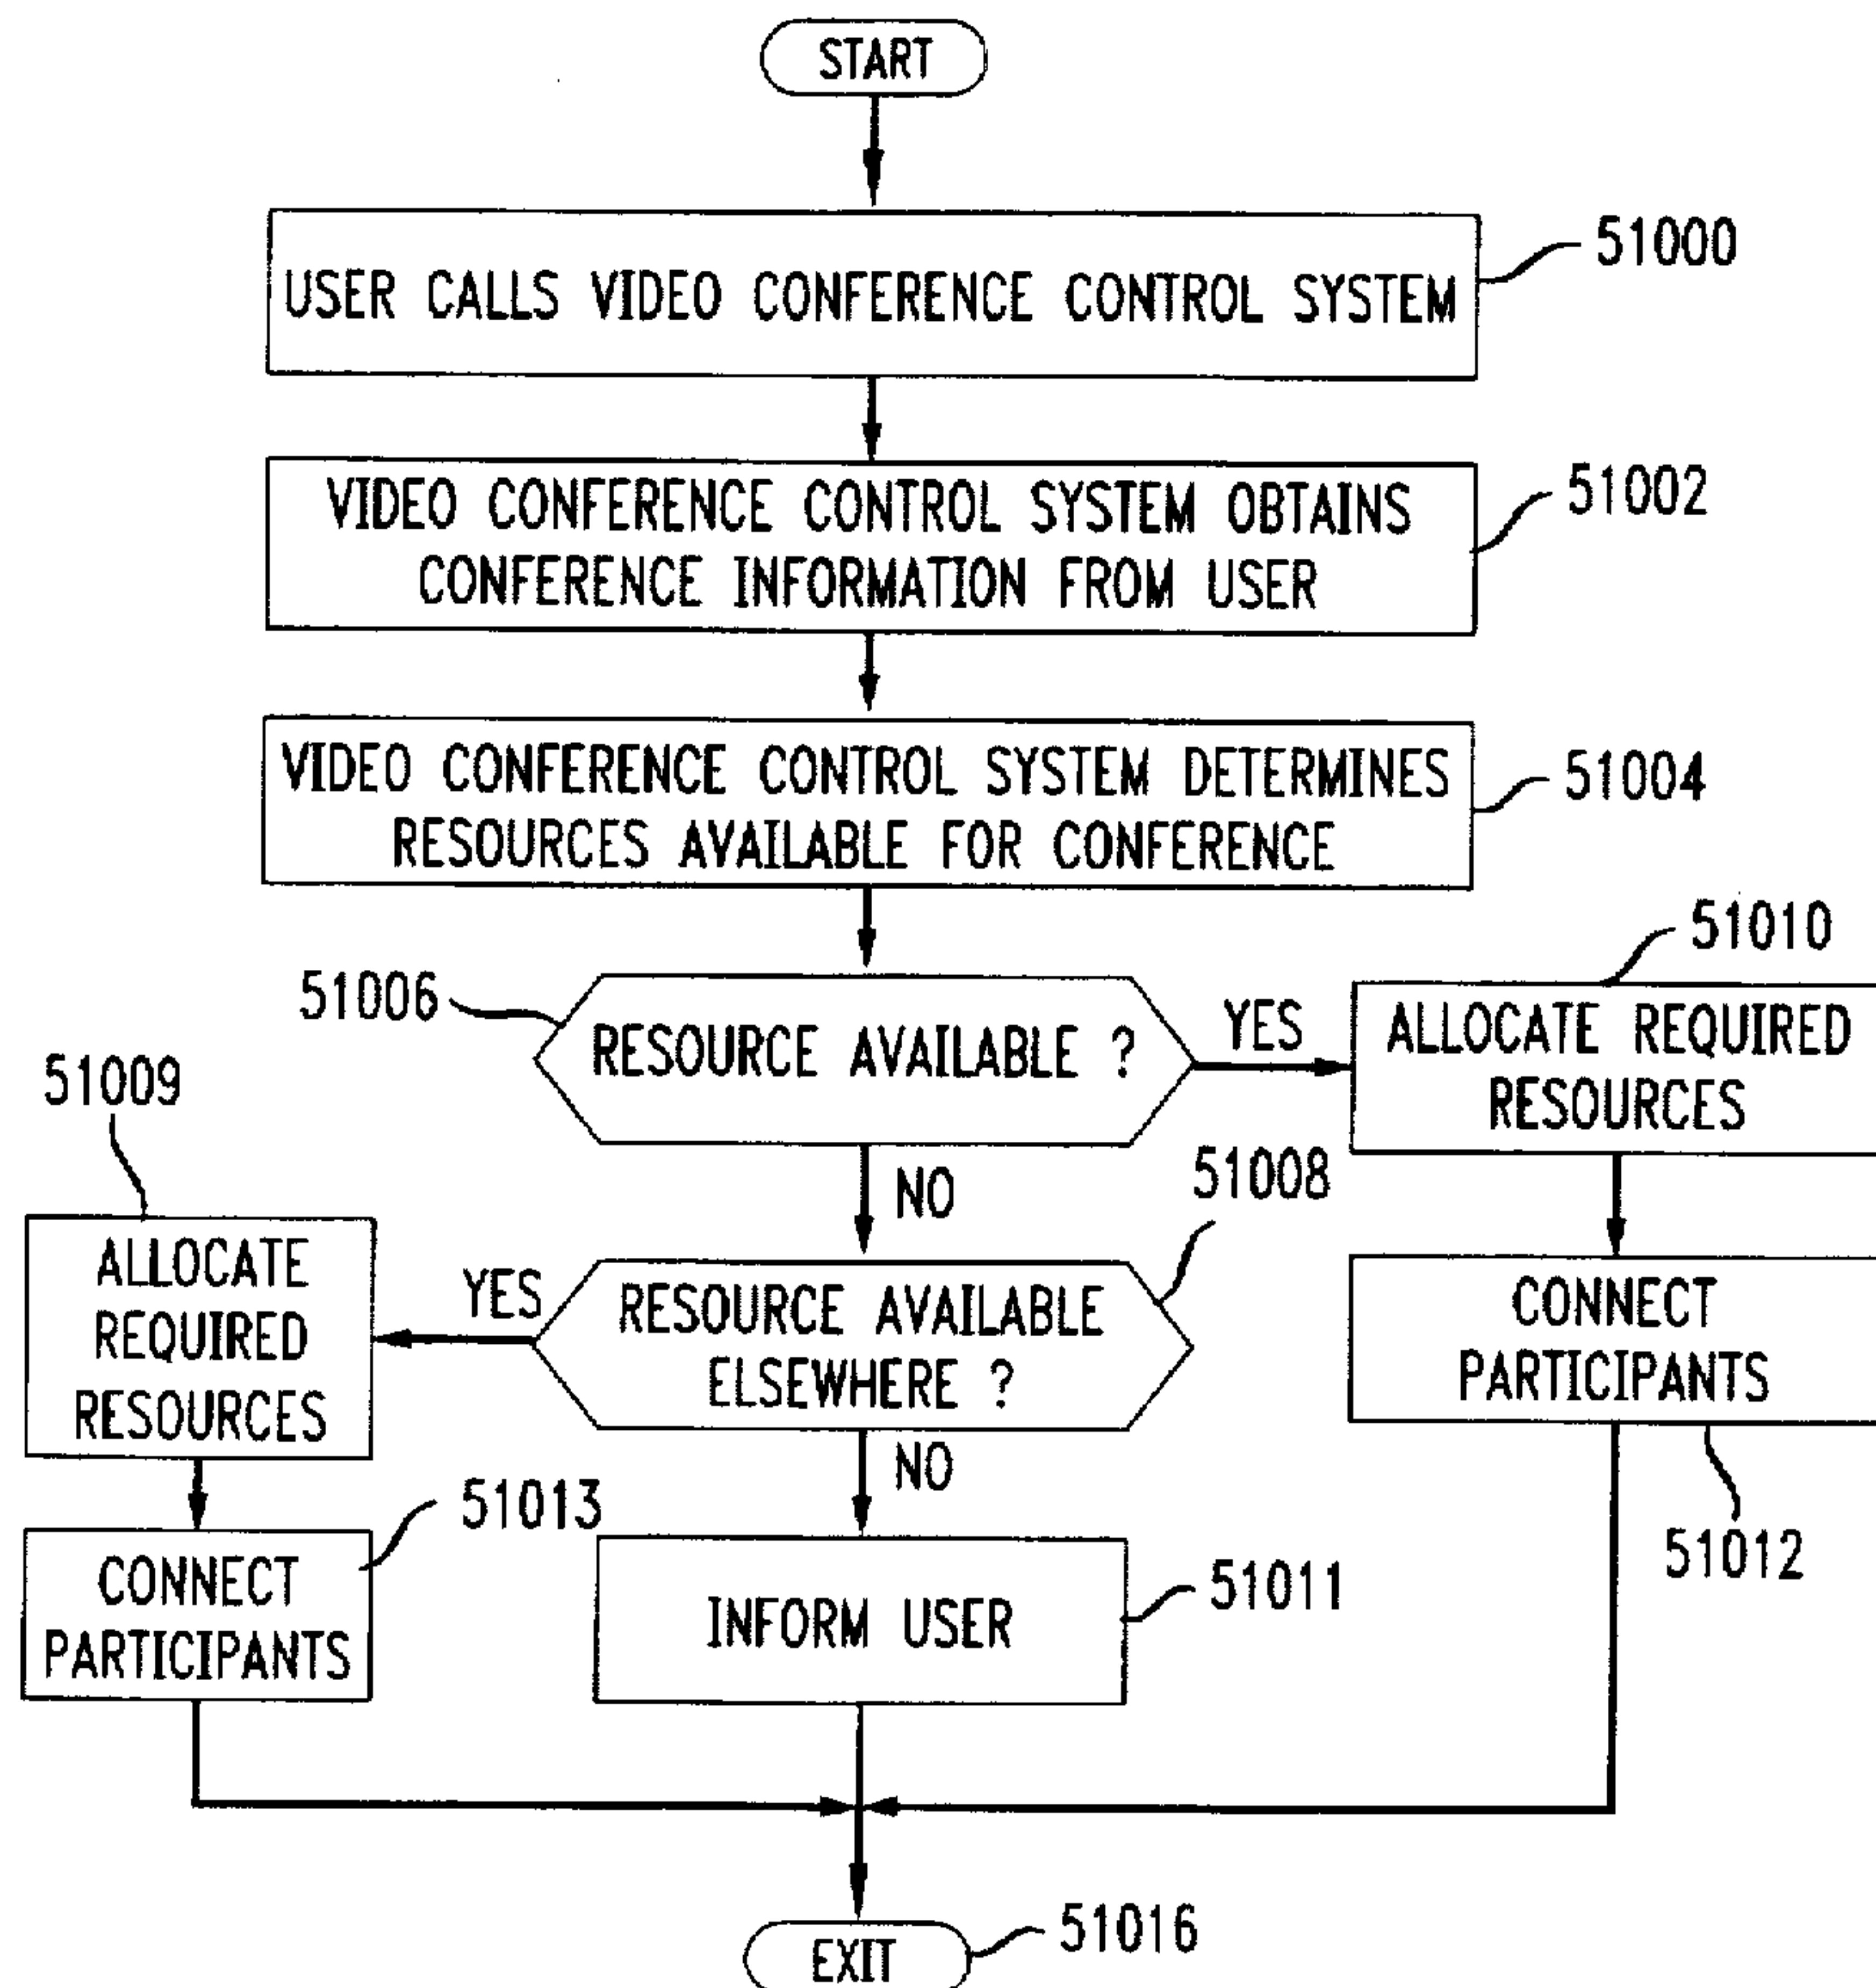 START
51000
USER CALLS VIDEO CONFERENCE CONTROL SYSTEM
51002
VIDEO CONFERENCE CONTROL SYSTEM OBTAINS
CONFERENCE INFORMATION FROM USER
51004
VIDEO CONFERENCE CONTROL SYSTEM DETERMINES
RESOURCES AVAILABLE FOR CONFERENCE
51006
RESOURCE AVAILABLE ?
YES
51010
ALLOCATE REQUIRED
RESOURCES
NO
51009
ALLOCATE
REQUIRED
RESOURCES
YES
51008
RESOURCE AVAILABLE
ELSEWHERE ?
CONNECT
PARTICIPANTS
51012
NO
51013
CONNECT
PARTICIPANTS
INFORM USER
51011
EXIT
51016